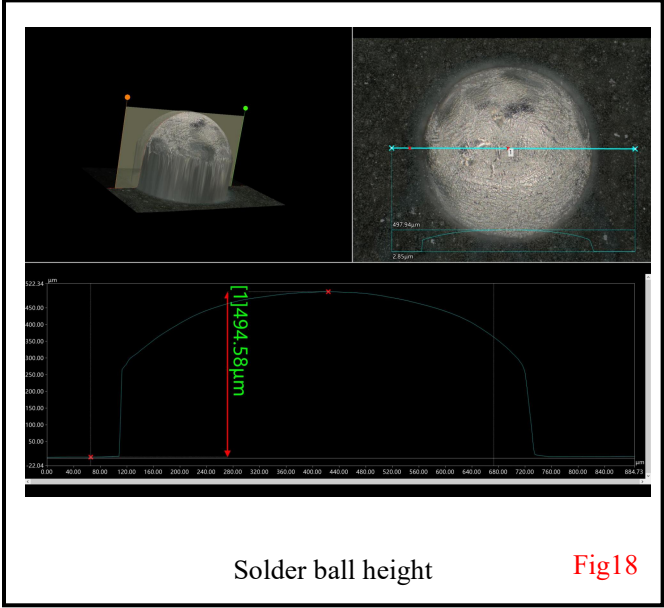 1
497.94µm
2.85µm
µm
522.34
450.00
400.00
350.00
300.00
250.00
200.00
150.00
100.00
50.00
-22.04
[1]494.58µm
µm
0.00 40.00 80.00 120.00 160.00 200.00 240.00 280.00 320.00 360.00 400.00 440.00 480.00 520.00 560.00 600.00 640.00 680.00 720.00 760.00 800.00 840.00 884.73
Solder ball height
Fig18